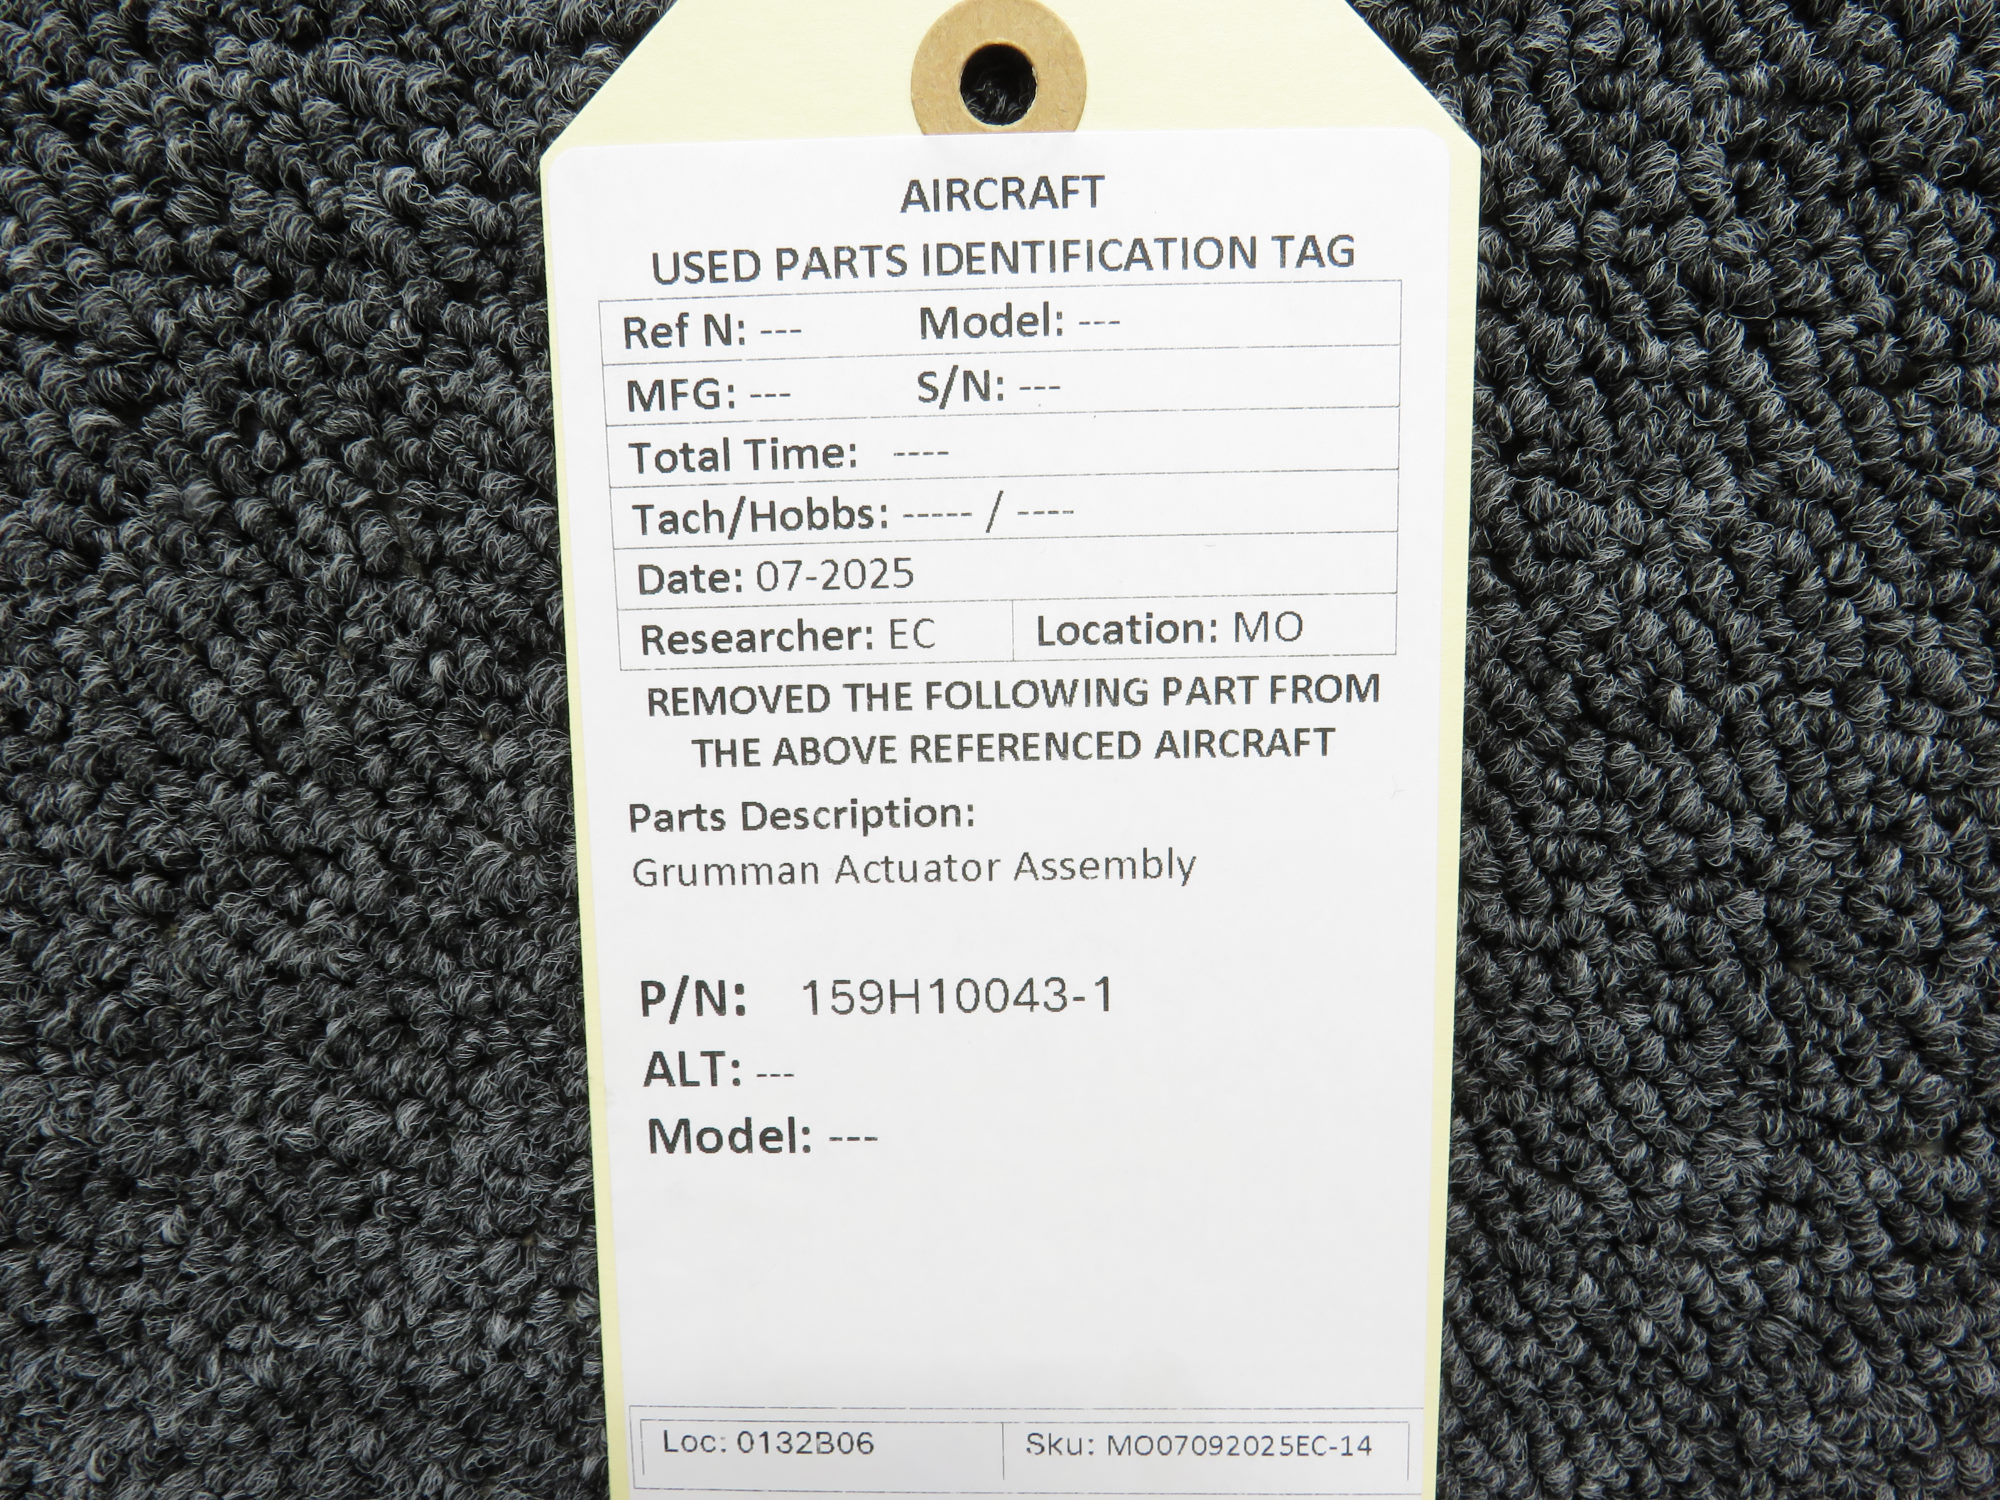 AIRCRAFT
USED PARTS IDENTIFICATION TAG
Ref N: --- Model: ---
MFG: --- S/N: ---
Total Time: ----
Tach/Hobbs: ----- / ----
Date: 07-2025
Researcher: EC Location: MO
REMOVED THE FOLLOWING PART FROM
THE ABOVE REFERENCED AIRCRAFT
Parts Description:
Grumman Actuator Assembly
P/N: 159H10043-1
ALT: ---
Model: ---
Loc: 0132B06 Sku: MO07092025EC-14